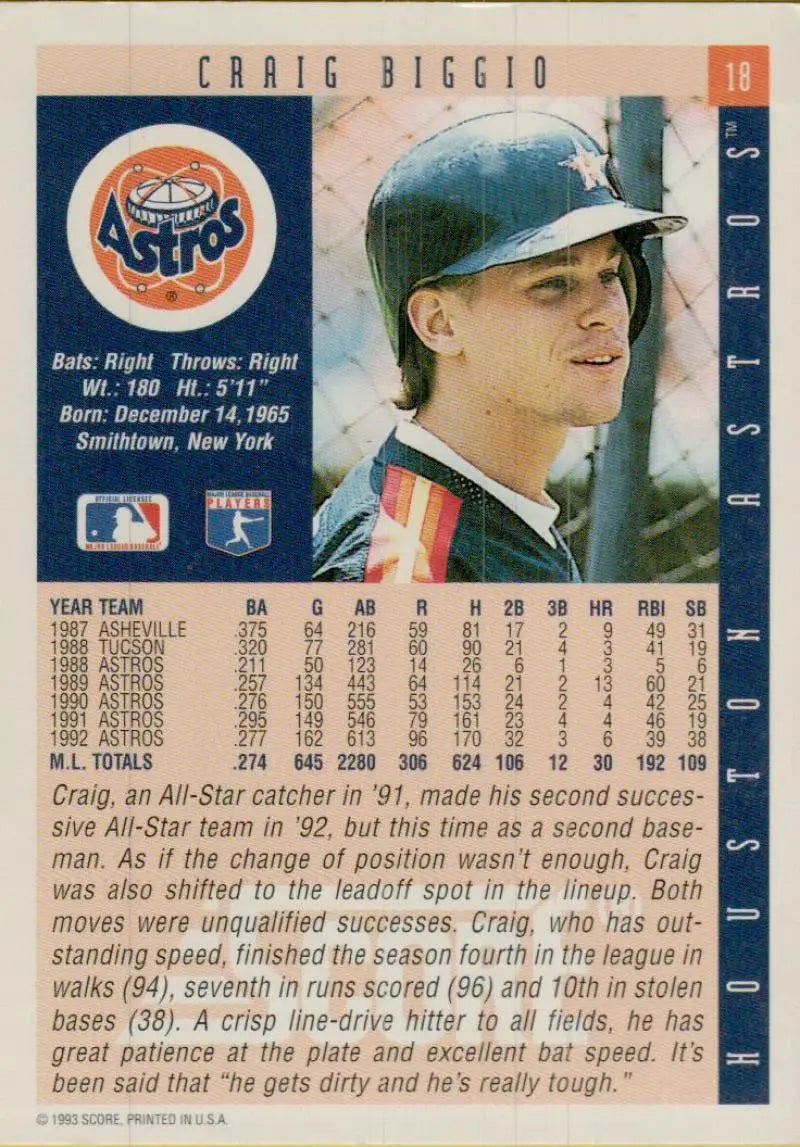 CRAIG BIGGIO
18
Astros
®
Bats: Right Throws: Right
Wt.: 180 Ht.: 5'11"
Born: December 14, 1965
Smithtown, New York
OFFICIAL LICENSEE
MAJOR LEAGUE BASEBALL
MAJOR LEAGUE BASEBALL
PLAYERS
HOUSTON ASTROS™
YEAR TEAM BA G AB R H 2B 3B HR RBI SB
1987 ASHEVILLE .375 64 216 59 81 17 2 9 49 31
1988 TUCSON .320 77 281 60 90 21 4 3 41 19
1988 ASTROS .211 50 123 14 26 6 1 3 5 6
1989 ASTROS .257 134 443 64 114 21 2 13 60 21
1990 ASTROS .276 150 555 53 153 24 2 4 42 25
1991 ASTROS .295 149 546 79 161 23 4 4 46 19
1992 ASTROS .277 162 613 96 170 32 3 6 39 38
M.L. TOTALS .274 645 2280 306 624 106 12 30 192 109
Craig, an All-Star catcher in '91, made his second succes-
sive All-Star team in '92, but this time as a second base-
man. As if the change of position wasn't enough, Craig
was also shifted to the leadoff spot in the lineup. Both
moves were unqualified successes. Craig, who has out-
standing speed, finished the season fourth in the league in
walks (94), seventh in runs scored (96) and 10th in stolen
bases (38). A crisp line-drive hitter to all fields, he has
great patience at the plate and excellent bat speed. It's
been said that "he gets dirty and he's really tough."
SCORE
© 1993 SCORE, PRINTED IN U.S.A.